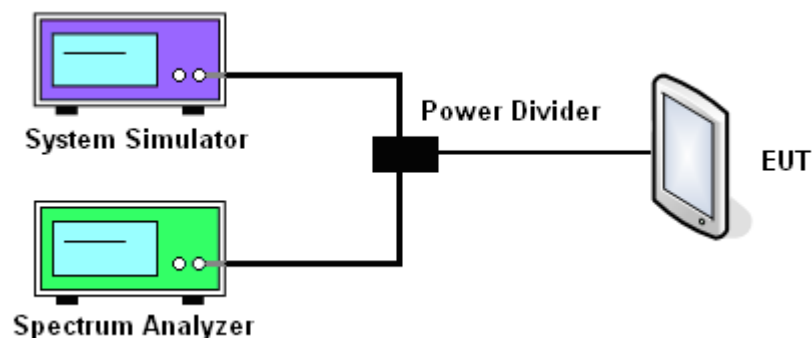 System Simulator
Power Divider
EUT
Spectrum Analyzer